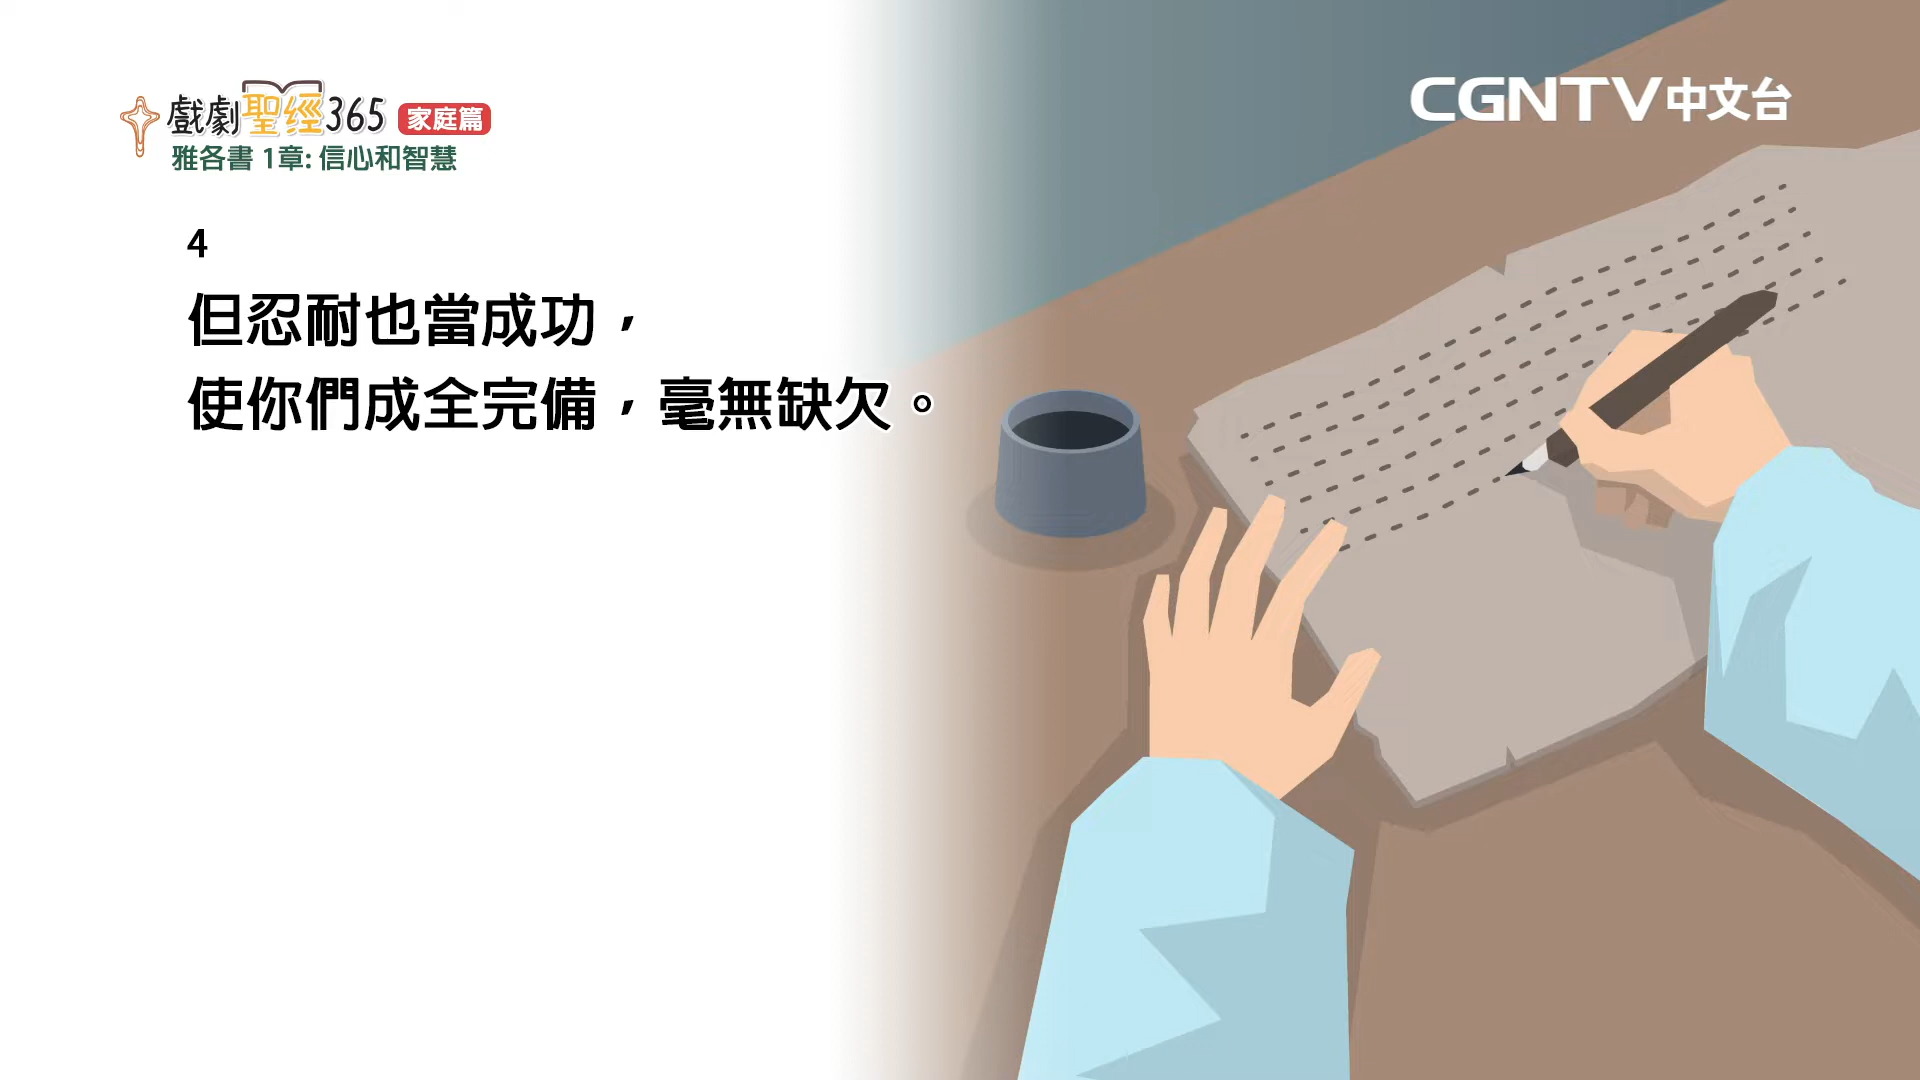 戲劇聖經365 家庭篇
雅各書 1章: 信心和智慧
CGNTV中文台
4
但忍耐也當成功，
使你們成全完備，毫無缺欠。